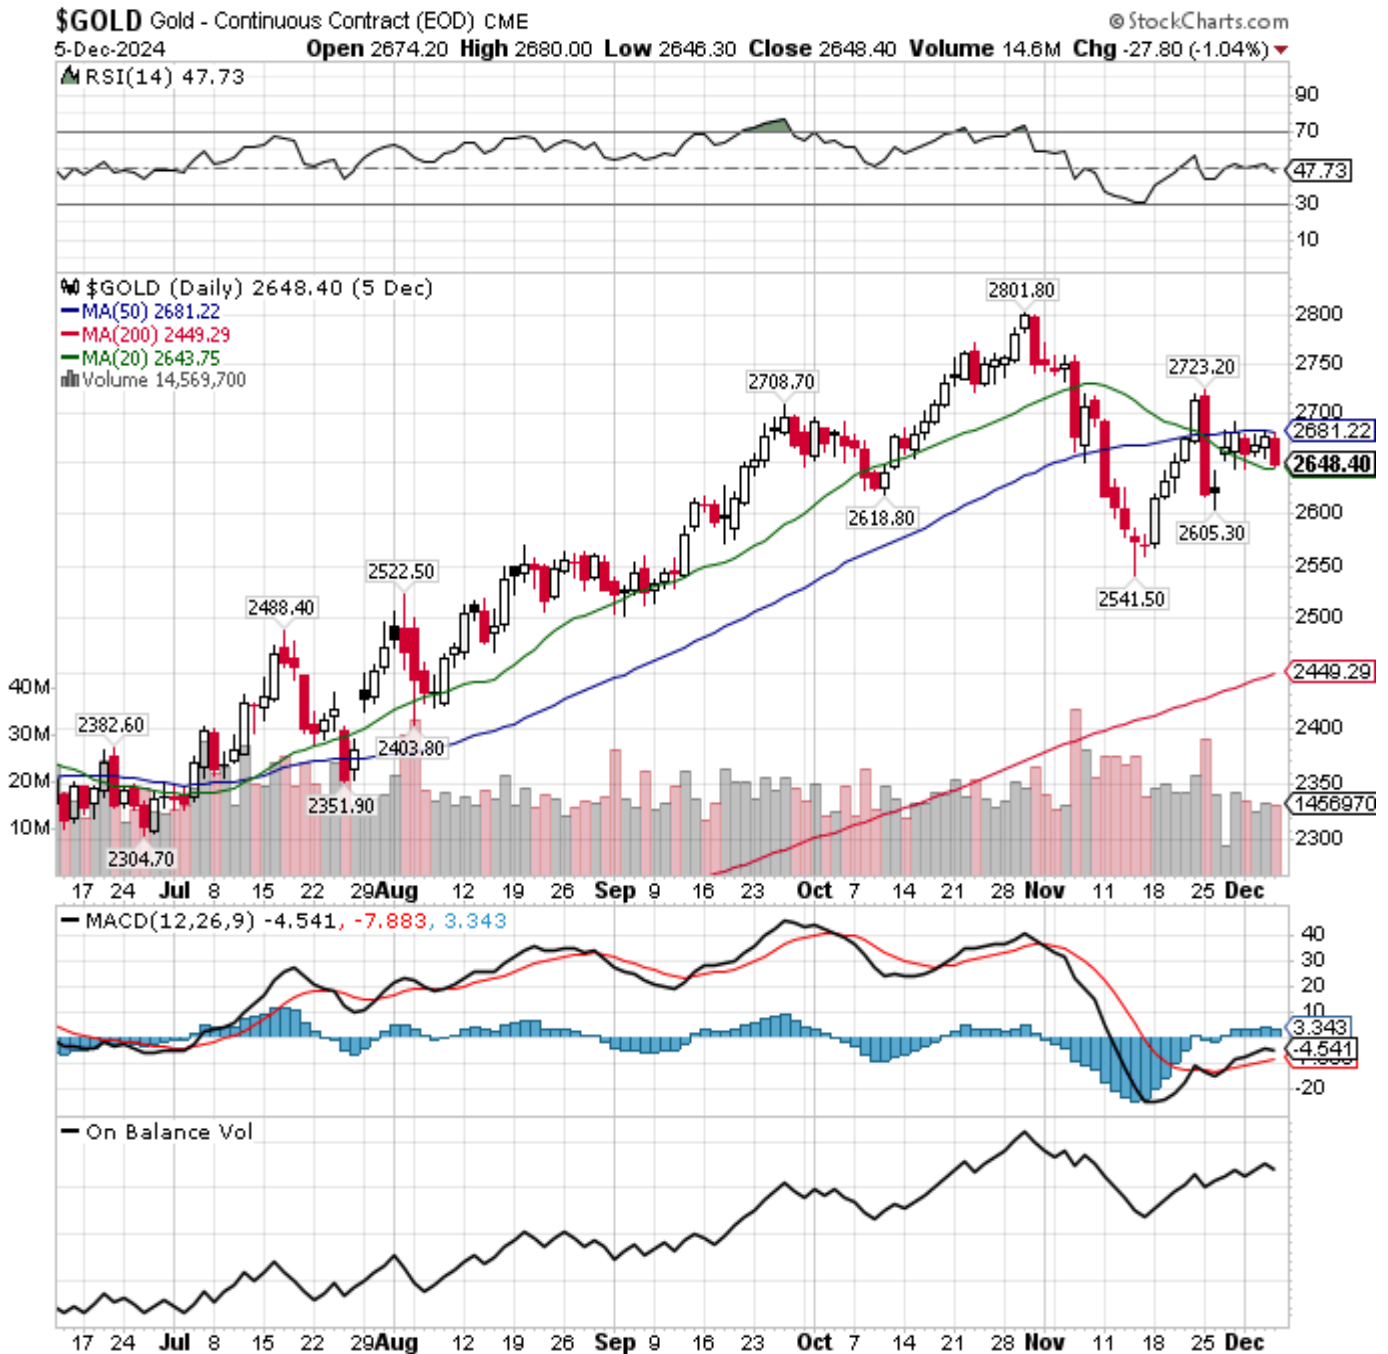 $GOLD Gold - Continuous Contract (EOD) CME © StockCharts.com
5-Dec-2024 Open 2674.20 High 2680.00 Low 2646.30 Close 2648.40 Volume 14.6M Chg -27.80 (-1.04%)
RSI(14) 47.73
90
70
47.73
30
10
$GOLD (Daily) 2648.40 (5 Dec)
MA(50) 2681.22
MA(200) 2449.29
MA(20) 2643.75
Volume 14,569,700
2801.80
2800
2750
2723.20
2708.70
2700
2681.22
2648.40
2618.80
2605.30
2600
2541.50
2550
2522.50
2500
2488.40
2449.29
40M
2403.80
2400
2382.60
30M
20M
2350
2351.90
1456970
10M
2300
2304.70
17 24 Jul 8 15 22 29 Aug 12 19 26 Sep 9 16 23 Oct 7 14 21 28 Nov 11 18 25 Dec
MACD(12,26,9) -4.541, -7.883, 3.343
40
30
20
10
3.343
-4.541
-20
On Balance Vol
17 24 Jul 8 15 22 29 Aug 12 19 26 Sep 9 16 23 Oct 7 14 21 28 Nov 11 18 25 Dec